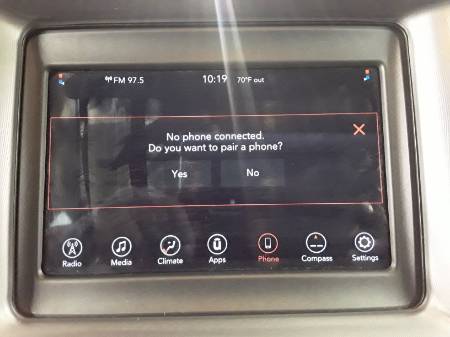 FM 97.5 10:19 70°F out
No phone connected.
Do you want to pair a phone?
Yes No
Radio Media Climate Apps Phone Compass Settings